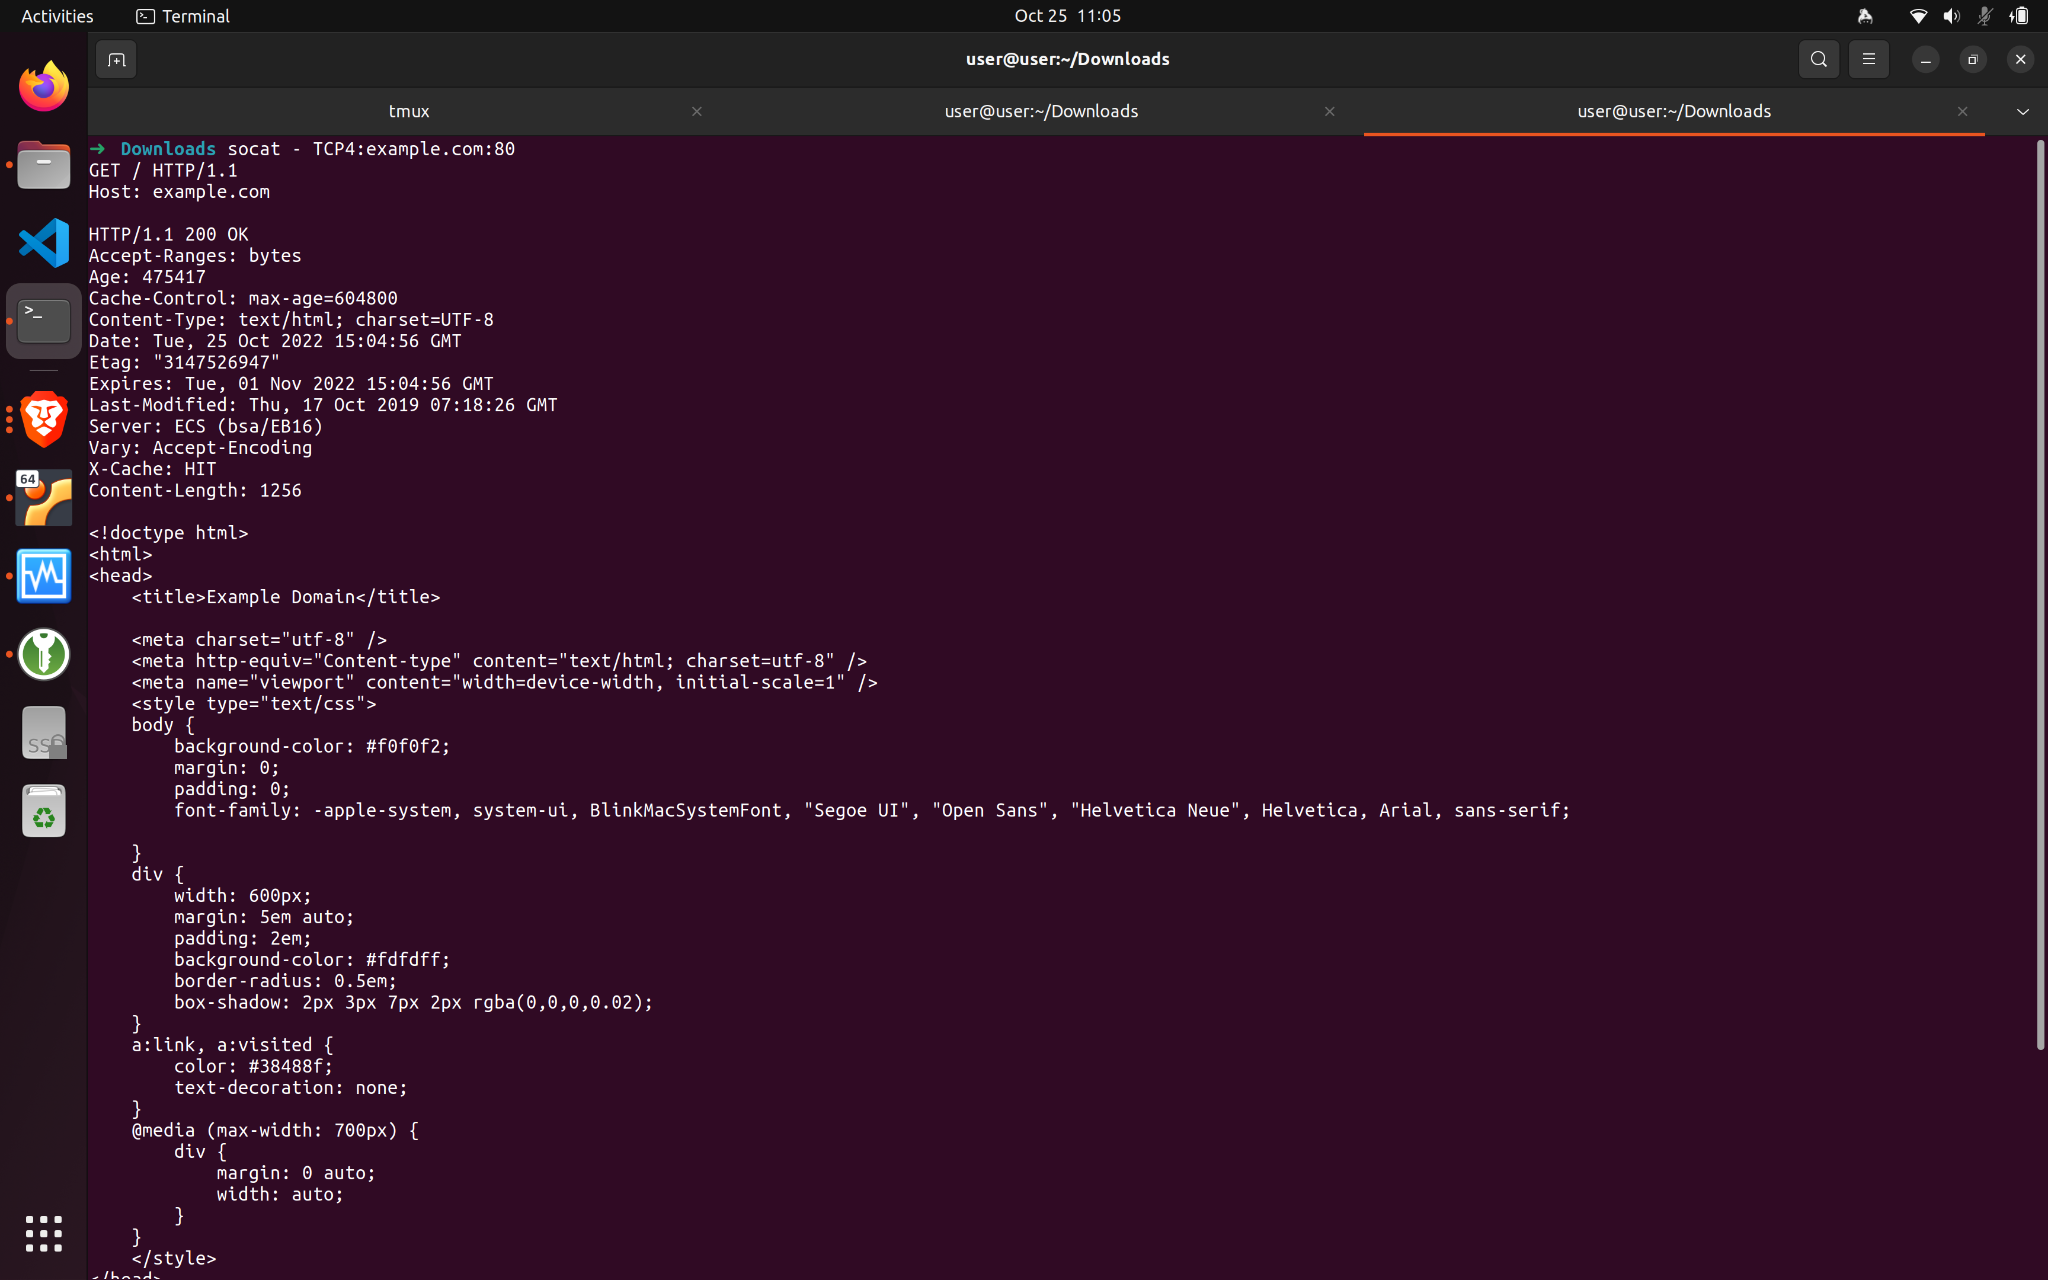 Activities
Terminal
Oct 25 11:05
user@user:~/Downloads
tmux
user@user:~/Downloads
user@user:~/Downloads
➜ Downloads socat - TCP4:example.com:80
GET / HTTP/1.1
Host: example.com

HTTP/1.1 200 OK
Accept-Ranges: bytes
Age: 475417
Cache-Control: max-age=604800
Content-Type: text/html; charset=UTF-8
Date: Tue, 25 Oct 2022 15:04:56 GMT
Etag: "3147526947"
Expires: Tue, 01 Nov 2022 15:04:56 GMT
Last-Modified: Thu, 17 Oct 2019 07:18:26 GMT
Server: ECS (bsa/EB16)
Vary: Accept-Encoding
X-Cache: HIT
Content-Length: 1256

<!doctype html>
<html>
<head>
    <title>Example Domain</title>

    <meta charset="utf-8" />
    <meta http-equiv="Content-type" content="text/html; charset=utf-8" />
    <meta name="viewport" content="width=device-width, initial-scale=1" />
    <style type="text/css">
    body {
        background-color: #f0f0f2;
        margin: 0;
        padding: 0;
        font-family: -apple-system, system-ui, BlinkMacSystemFont, "Segoe UI", "Open Sans", "Helvetica Neue", Helvetica, Arial, sans-serif;

    }
    div {
        width: 600px;
        margin: 5em auto;
        padding: 2em;
        background-color: #fdfdff;
        border-radius: 0.5em;
        box-shadow: 2px 3px 7px 2px rgba(0,0,0,0.02);
    }
    a:link, a:visited {
        color: #38488f;
        text-decoration: none;
    }
    @media (max-width: 700px) {
        div {
            margin: 0 auto;
            width: auto;
        }
    }
    </style>
</head>
64